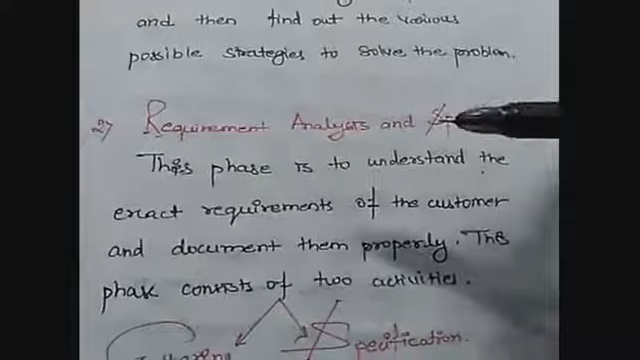 and then find out the various
possible strategies to solve the problem.
2) Requirement Analysis and
This phase is to understand the
exact requirements of the customer
and document them properly. This
phase consists of two activities.
Specification.